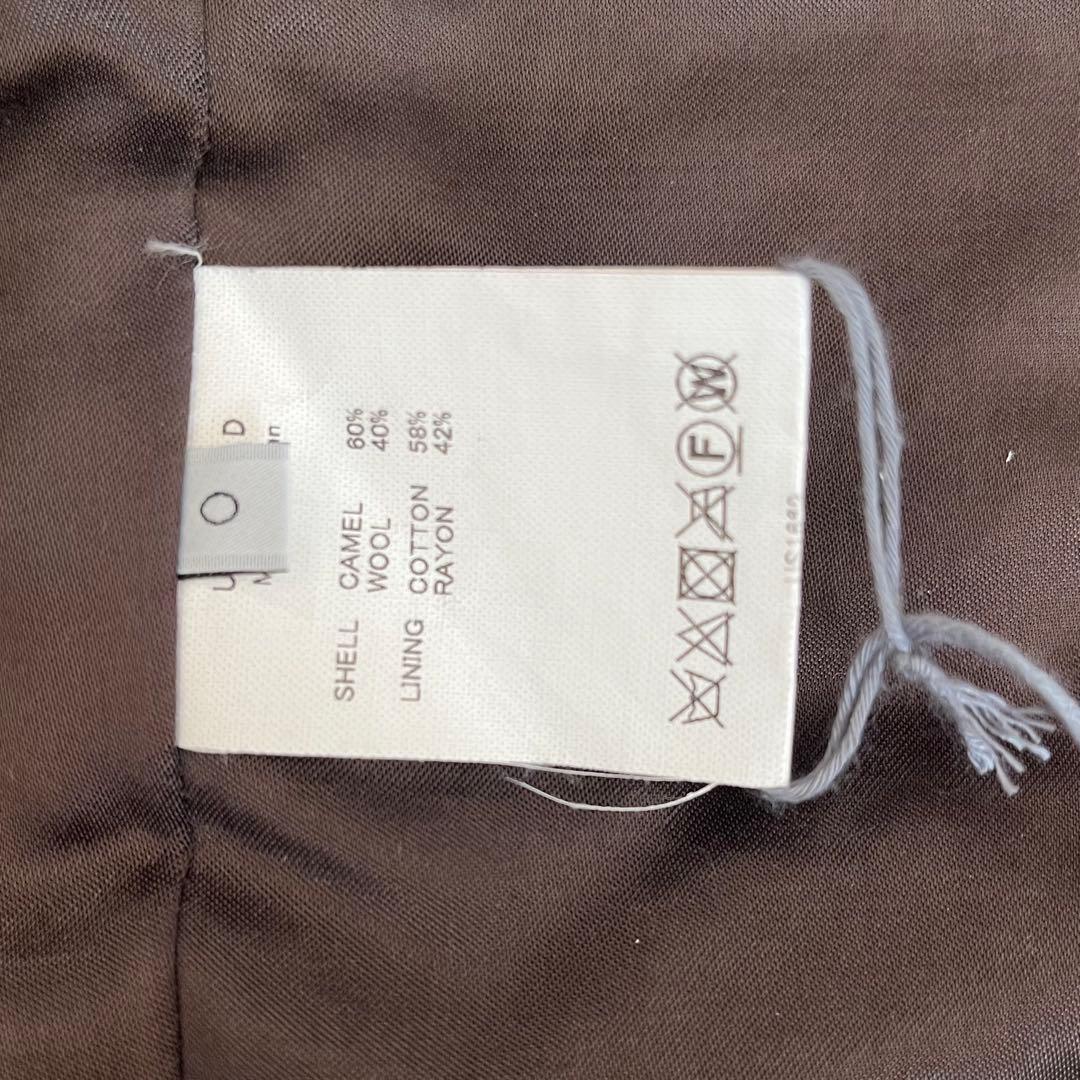 O
SHELL CAMEL 60%
WOOL 40%
LINING COTTON 58%
RAYON 42%
F W